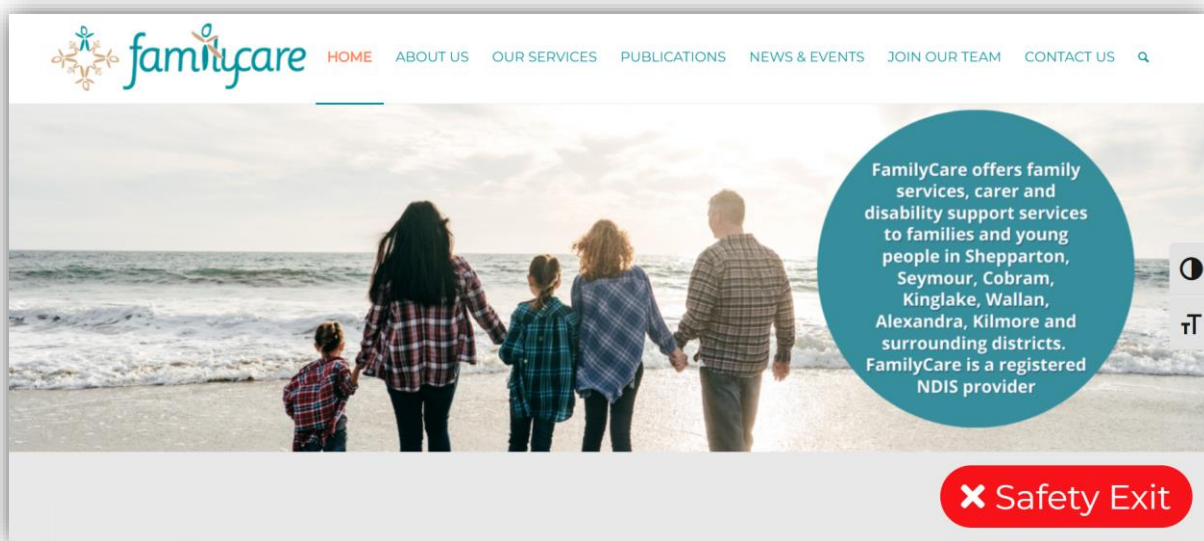 familycare
HOME ABOUT US OUR SERVICES PUBLICATIONS NEWS & EVENTS JOIN OUR TEAM CONTACT US
FamilyCare offers family
services, carer and
disability support services
to families and young
people in Shepparton,
Seymour, Cobram,
Kinglake, Wallan,
Alexandra, Kilmore and
surrounding districts.
FamilyCare is a registered
NDIS provider
TT
Safety Exit